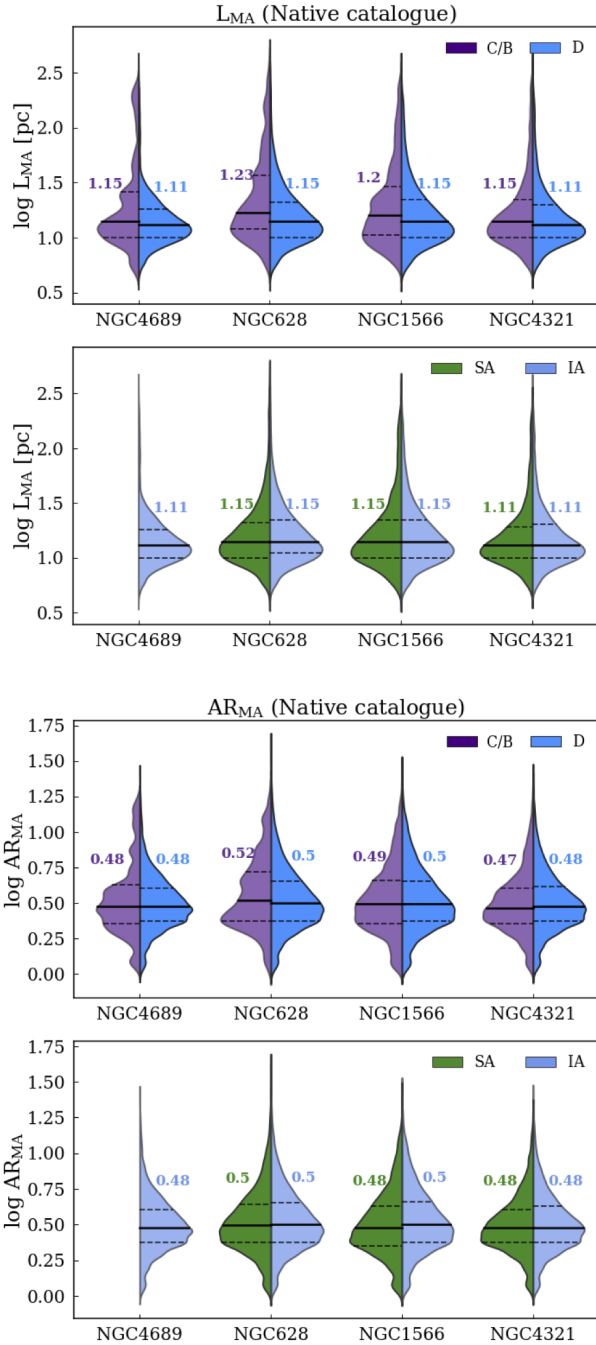 L_MA (Native catalogue)
C/B D
2.5
2.0
1.5
1.0
0.5
log L_MA [pc]
1.15 1.11 1.23 1.15 1.2 1.15 1.15 1.11
NGC4689 NGC628 NGC1566 NGC4321
SA IA
2.5
2.0
1.5
1.0
0.5
log L_MA [pc]
1.11 1.15 1.15 1.15 1.15 1.11 1.11
NGC4689 NGC628 NGC1566 NGC4321
AR_MA (Native catalogue)
C/B D
1.75
1.50
1.25
1.00
0.75
0.50
0.25
0.00
log AR_MA
0.48 0.48 0.52 0.5 0.49 0.5 0.47 0.48
NGC4689 NGC628 NGC1566 NGC4321
SA IA
1.75
1.50
1.25
1.00
0.75
0.50
0.25
0.00
log AR_MA
0.48 0.5 0.5 0.48 0.5 0.48 0.48
NGC4689 NGC628 NGC1566 NGC4321